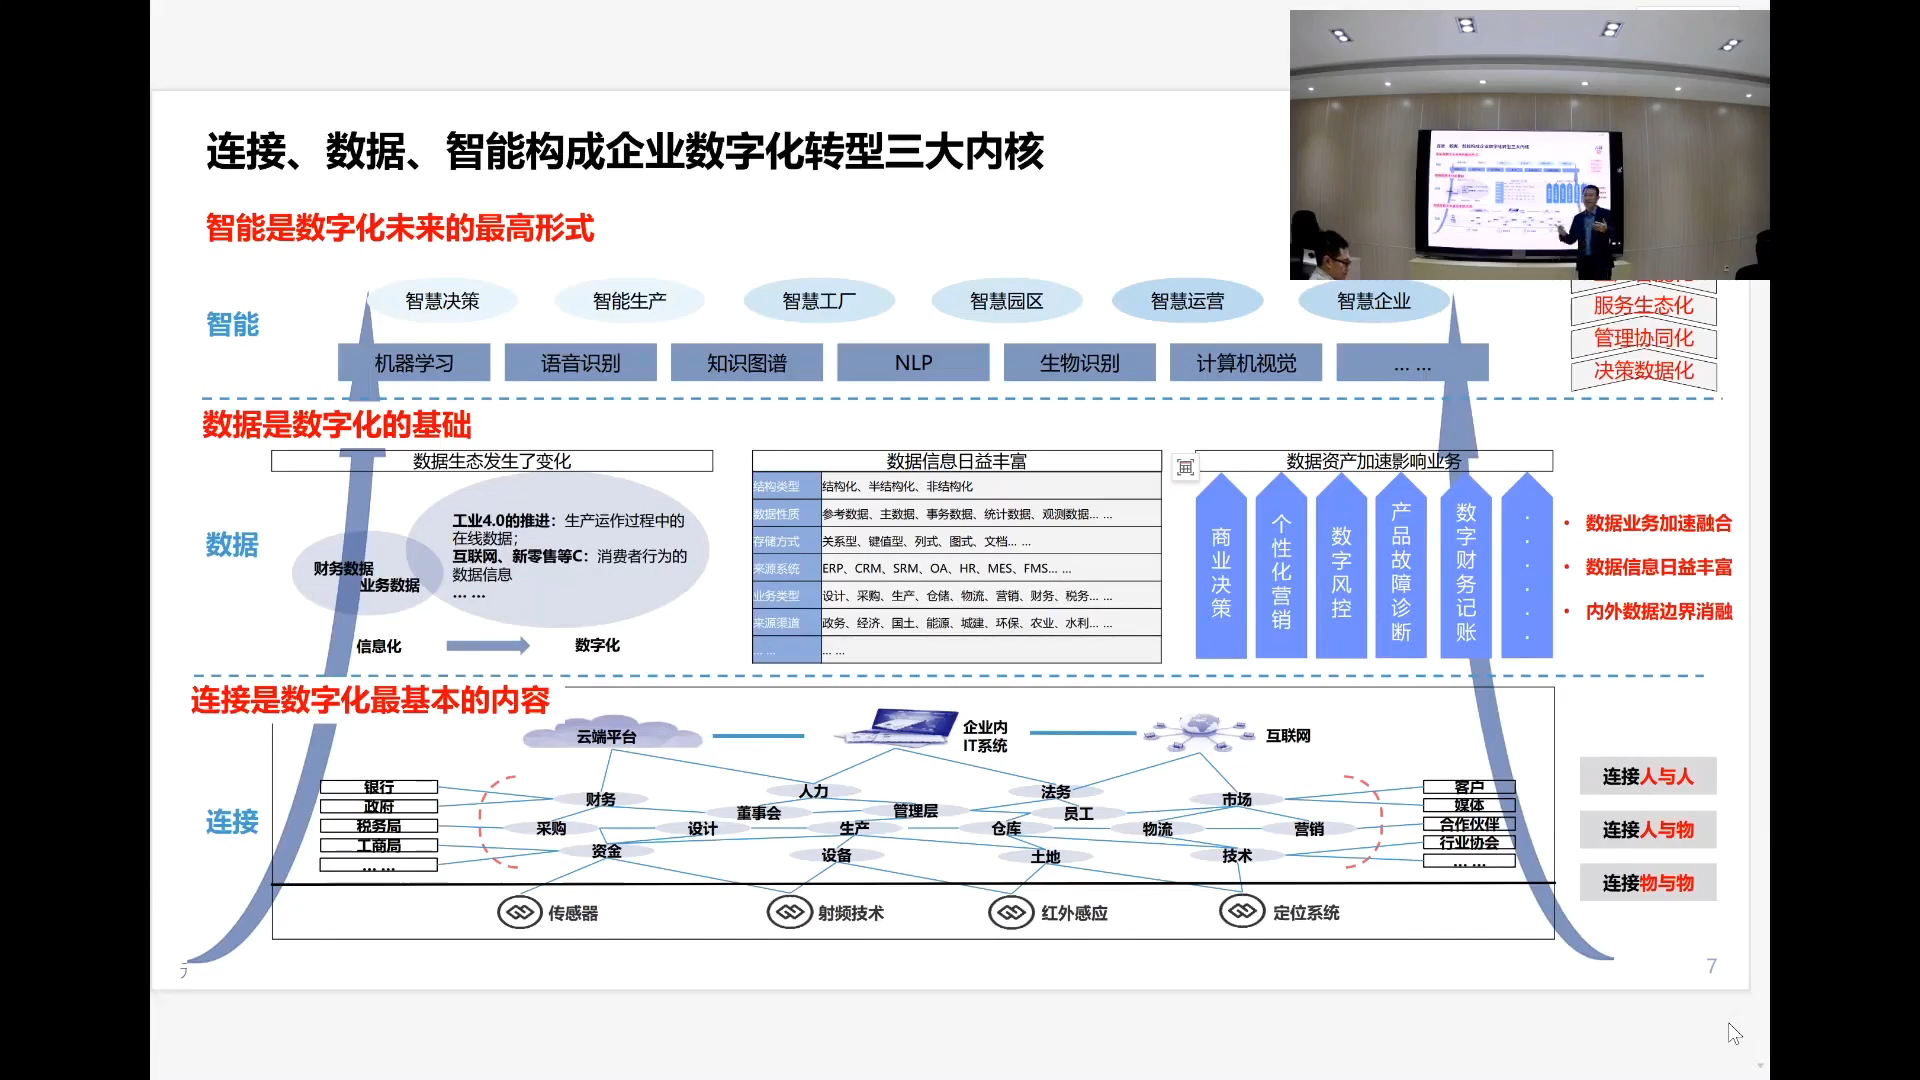 连接、数据、智能构成企业数字化转型三大内核
智能是数字化未来的最高形式
智能
智慧决策
智能生产
智慧工厂
智慧园区
智慧运营
智慧企业
机器学习
语音识别
知识图谱
NLP
生物识别
计算机视觉
... ...
服务生态化
管理协同化
决策数据化
数据是数字化的基础
数据
数据生态发生了变化
财务数据
业务数据
工业4.0的推进：生产运作过程中的
在线数据；
互联网、新零售等C：消费者行为的
数据信息
... ...
信息化
数字化
数据信息日益丰富
结构类型 结构化、半结构化、非结构化
数据性质 参考数据、主数据、事务数据、统计数据、观测数据... ...
存储方式 关系型、键值型、列式、图式、文档... ...
来源系统 ERP、CRM、SRM、OA、HR、MES、FMS... ...
业务类型 设计、采购、生产、仓储、物流、营销、财务、税务... ...
来源渠道 政务、经济、国土、能源、城建、环保、农业、水利... ...
... ... ... ...
数据资产加速影响业务
商业决策
个性化营销
数字风控
产品故障诊断
数字财务记账
......
• 数据业务加速融合
• 数据信息日益丰富
• 内外数据边界消融
连接是数字化最基本的内容
连接
云端平台
企业内
IT系统
互联网
银行
政府
税务局
工商局
... ...
财务
人力
法务
市场
董事会
管理层
员工
采购
设计
生产
仓库
物流
营销
资金
设备
土地
技术
客户
媒体
合作伙伴
行业协会
... ...
传感器
射频技术
红外感应
定位系统
连接人与人
连接人与物
连接物与物
7
7